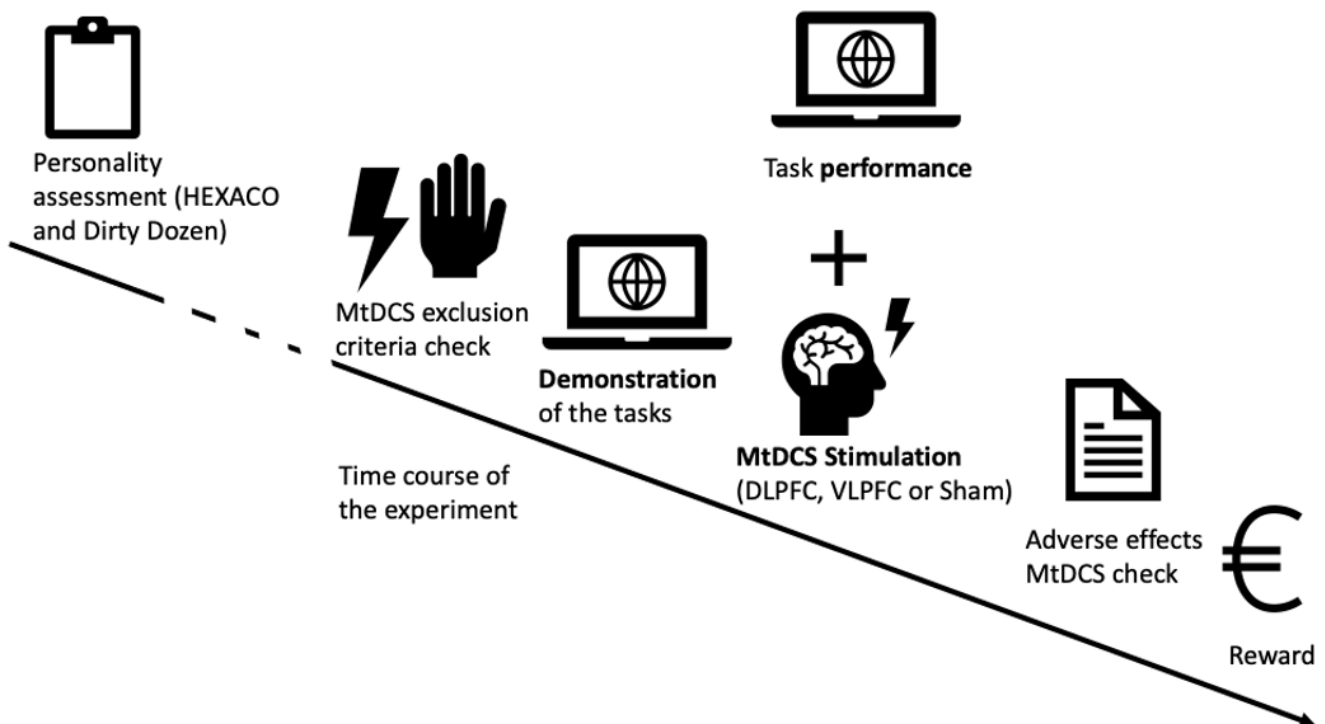 Personality
assessment (HEXACO
and Dirty Dozen)
MtDCS exclusion
criteria check
Demonstration
of the tasks
Task performance
+
MtDCS Stimulation
(DLPFC, VLPFC or Sham)
Time course of
the experiment
Adverse effects
MtDCS check
€
Reward